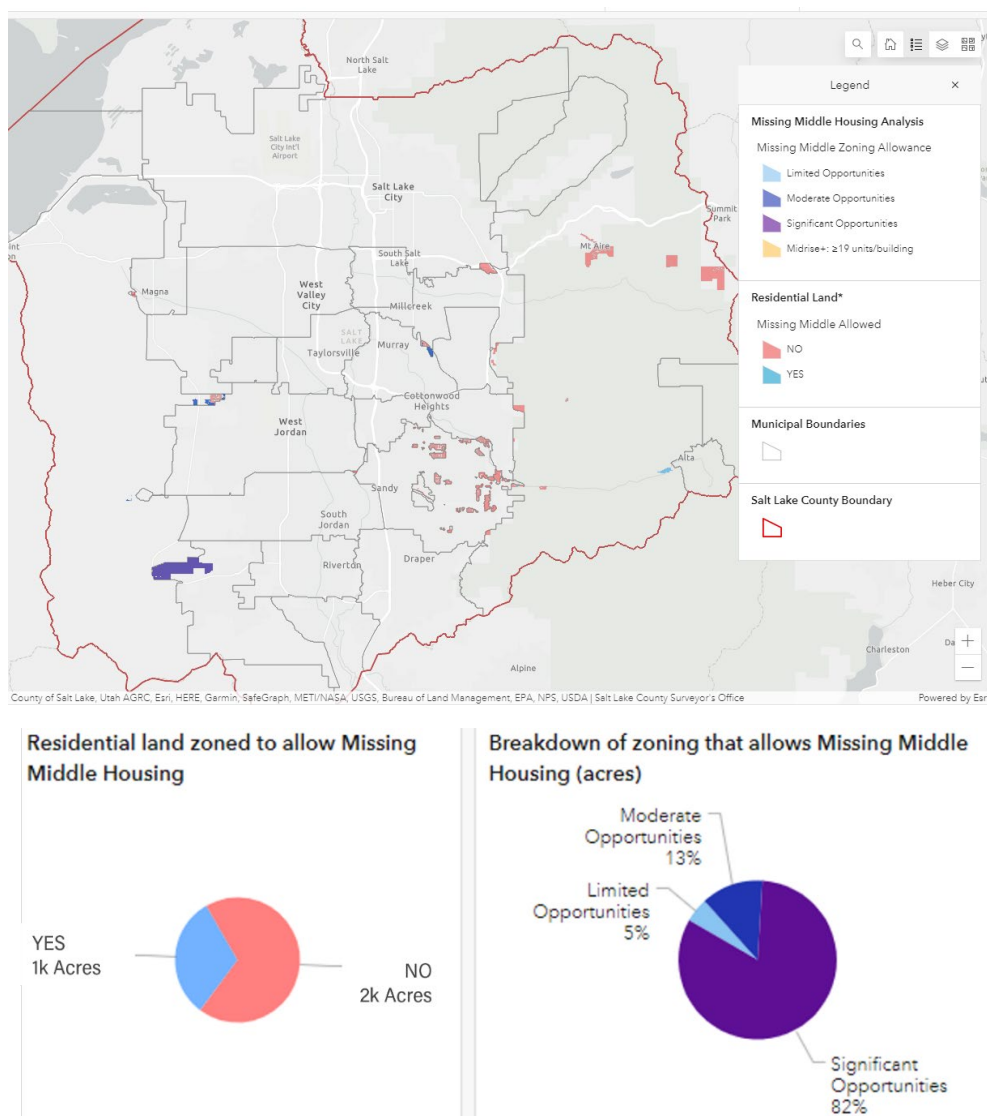 North Salt
Lake
Salt Lake
City Int'l
Airport
Salt Lake
City
Summit
Park
Mt Aire
South Salt
Lake
Magna
West
Valley
City
Millcreek
SALT
LAKE
Murray
Taylorsville
Cottonwood
Heights
West
Jordan
Alta
Sandy
South
Jordan
Riverton
Draper
Heber City
Charleston
Alpine
Legend
×
Missing Middle Housing Analysis
Missing Middle Zoning Allowance
Limited Opportunities
Moderate Opportunities
Significant Opportunities
Midrise+: ≥19 units/building
Residential Land*
Missing Middle Allowed
NO
YES
Municipal Boundaries
Salt Lake County Boundary
+
−
County of Salt Lake, Utah AGRC, Esri, HERE, Garmin, SafeGraph, METI/NASA, USGS, Bureau of Land Management, EPA, NPS, USDA | Salt Lake County Surveyor's Office
Powered by Esr
Residential land zoned to allow Missing
Middle Housing
YES
1k Acres
NO
2k Acres
Breakdown of zoning that allows Missing Middle
Housing (acres)
Moderate
Opportunities
13%
Limited
Opportunities
5%
Significant
Opportunities
82%